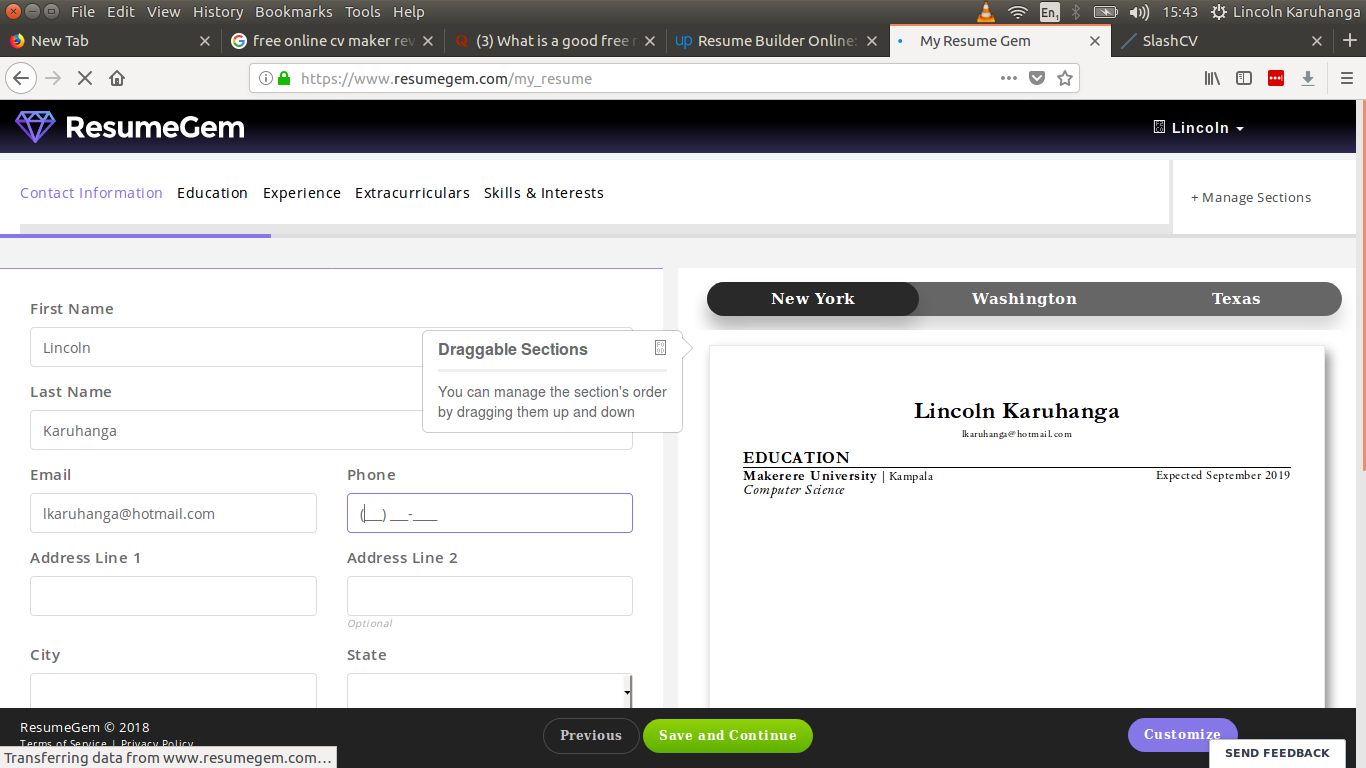 File Edit View History Bookmarks Tools Help
En1 15:43 Lincoln Karuhanga
New Tab
free online cv maker rev
(3) What is a good free r
Resume Builder Online:
My Resume Gem
SlashCV
https://www.resumegem.com/my_resume
ResumeGem
Lincoln
Contact Information Education Experience Extracurriculars Skills & Interests
+ Manage Sections
First Name
Lincoln
Last Name
Karuhanga
Email Phone
lkaruhanga@hotmail.com (___) ___-____
Address Line 1 Address Line 2
Optional
City State
Draggable Sections
You can manage the section's order
by dragging them up and down
New York Washington Texas
Lincoln Karuhanga
lkaruhanga@hotmail.com
EDUCATION
Makerere University | Kampala Expected September 2019
Computer Science
ResumeGem © 2018
Terms of Service | Privacy Policy
Previous Save and Continue Customize
SEND FEEDBACK
Transferring data from www.resumegem.com…